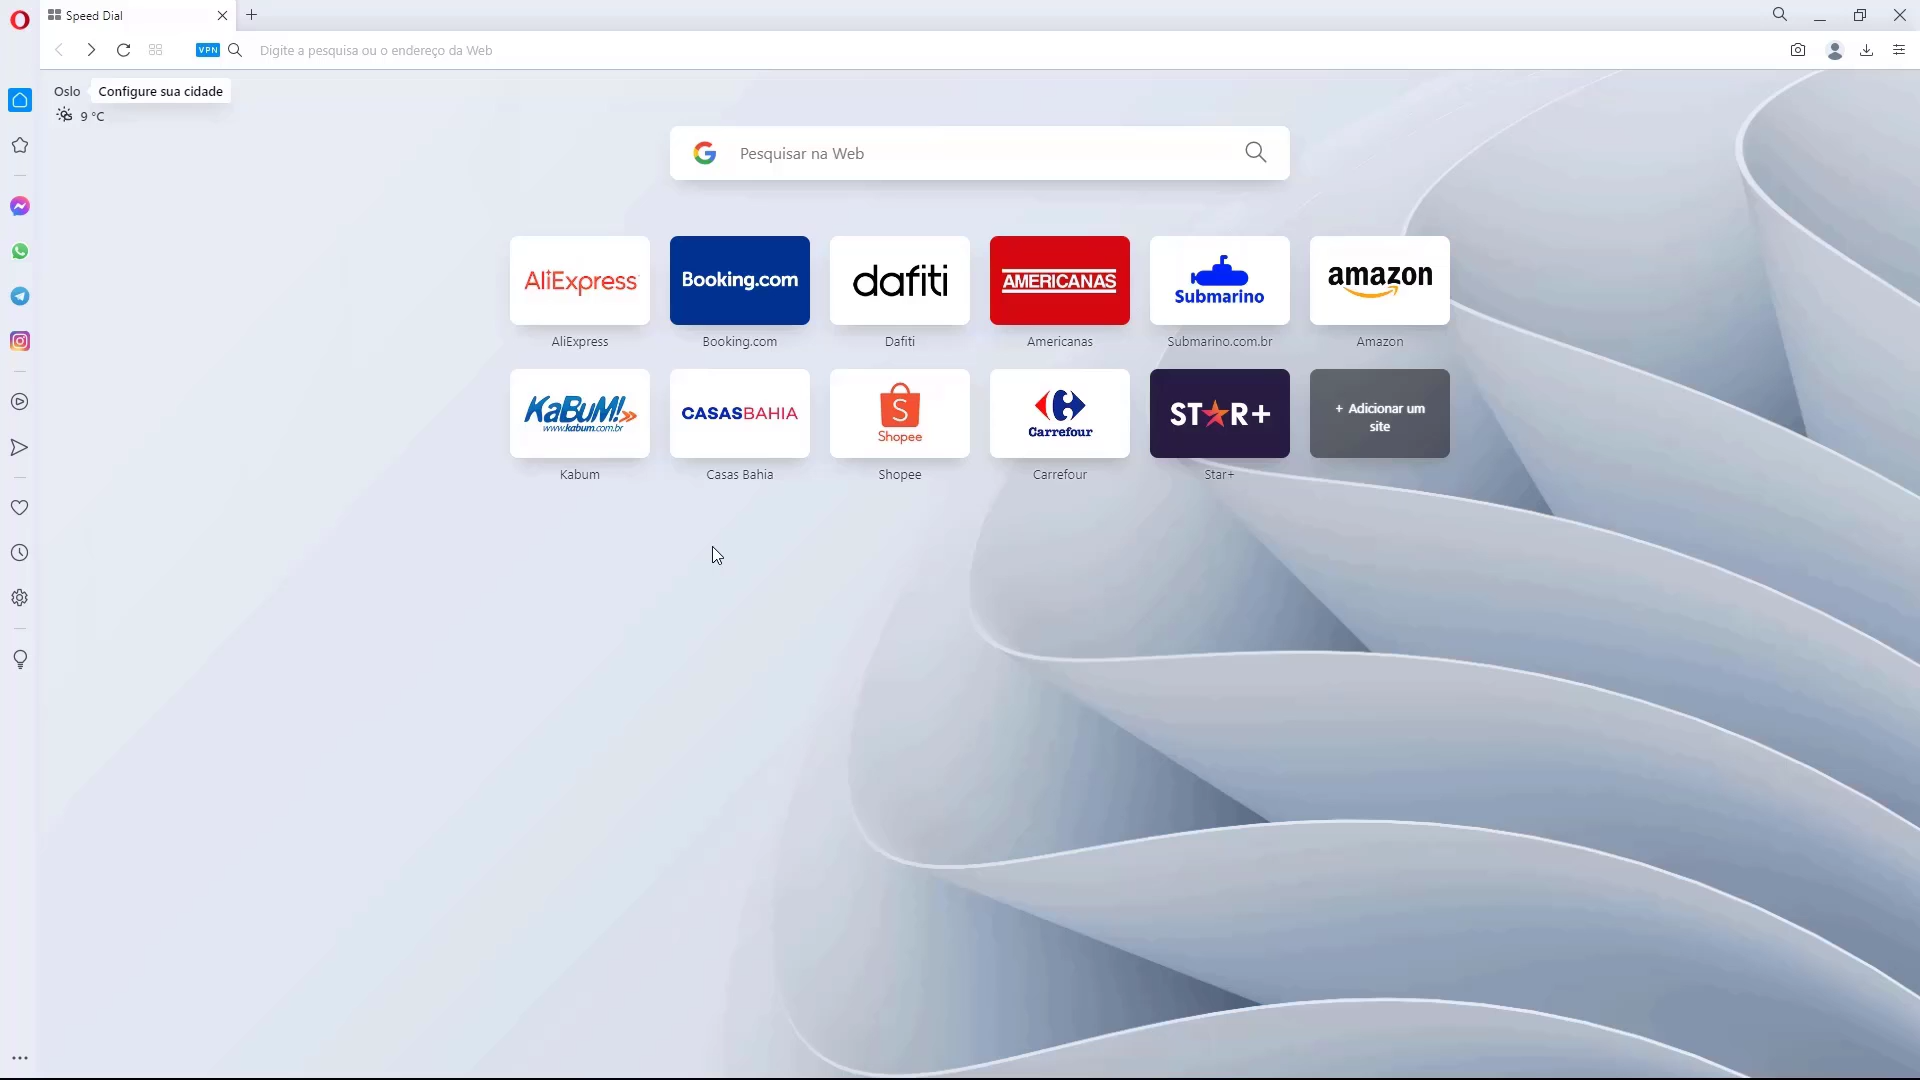 Speed Dial
VPN
Digite a pesquisa ou o endereço da Web
Oslo
Configure sua cidade
9 °C
Pesquisar na Web
AliExpress
Booking.com
dafiti
AMERICANAS
Submarino
amazon
AliExpress
Booking.com
Dafiti
Americanas
Submarino.com.br
Amazon
KaBuM!
www.kabum.com.br
CASASBAHIA
Shopee
Carrefour
ST★R+
+ Adicionar um
site
Kabum
Casas Bahia
Shopee
Carrefour
Star+